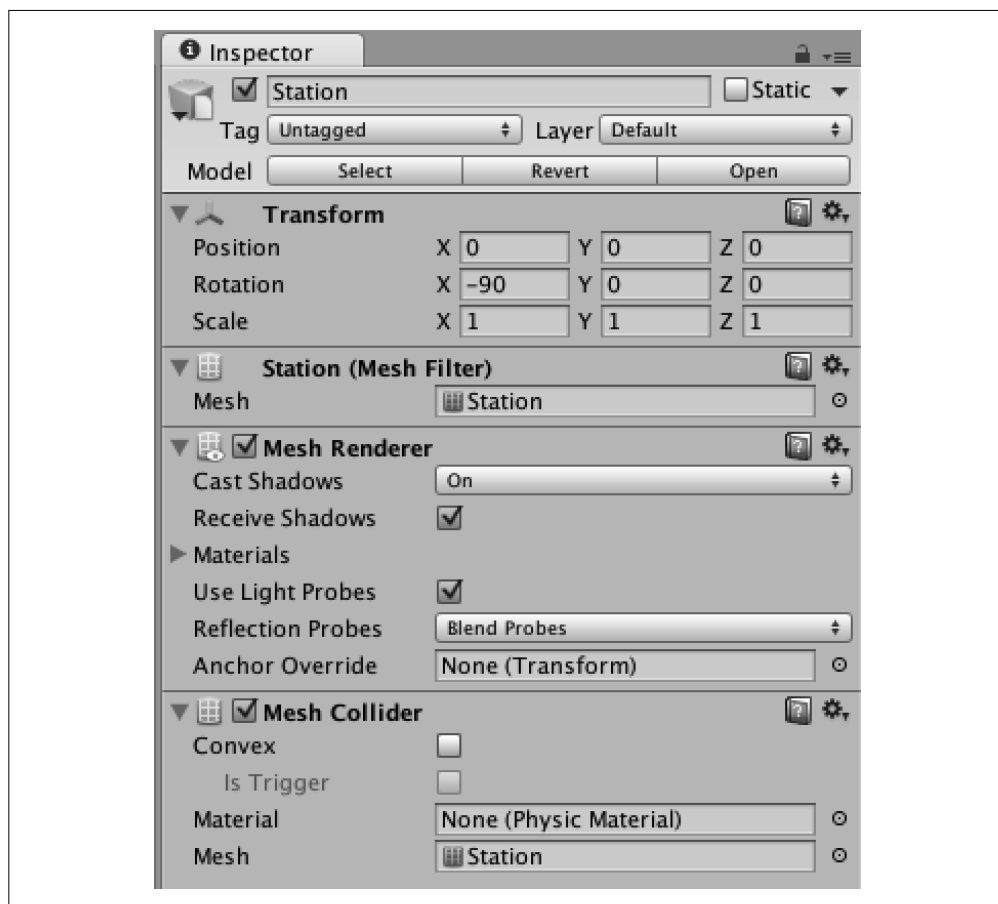 Inspector
Station Static
Tag Untagged Layer Default
Model Select Revert Open
Transform
Position X 0 Y 0 Z 0
Rotation X -90 Y 0 Z 0
Scale X 1 Y 1 Z 1
Station (Mesh Filter)
Mesh Station
Mesh Renderer
Cast Shadows On
Receive Shadows
Materials
Use Light Probes
Reflection Probes Blend Probes
Anchor Override None (Transform)
Mesh Collider
Convex
Is Trigger
Material None (Physic Material)
Mesh Station